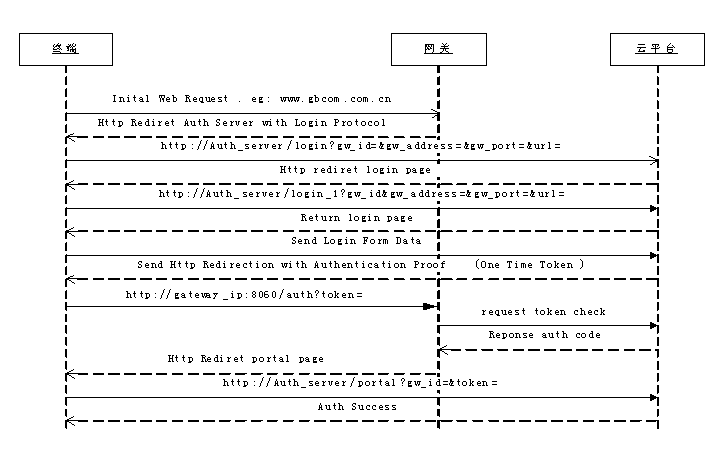 终端 网关 云平台
Inital Web Request . eg: www.gbcom.com.cn
Http Rediret Auth Server with Login Protocol
http://Auth_server/login?gw_id=&gw_address=&gw_port=&url=
Http rediret login page
http://Auth_server/login_1?gw_id&gw_address=&gw_port=&url=
Return login page
Send Login Form Data
Send Http Redirection with Authentication Proof (One Time Token )
http://gateway_ip:8060/auth?token=
request token check
Reponse auth code
Http Rediret portal page
http://Auth_server/portal?gw_id=&token=
Auth Success